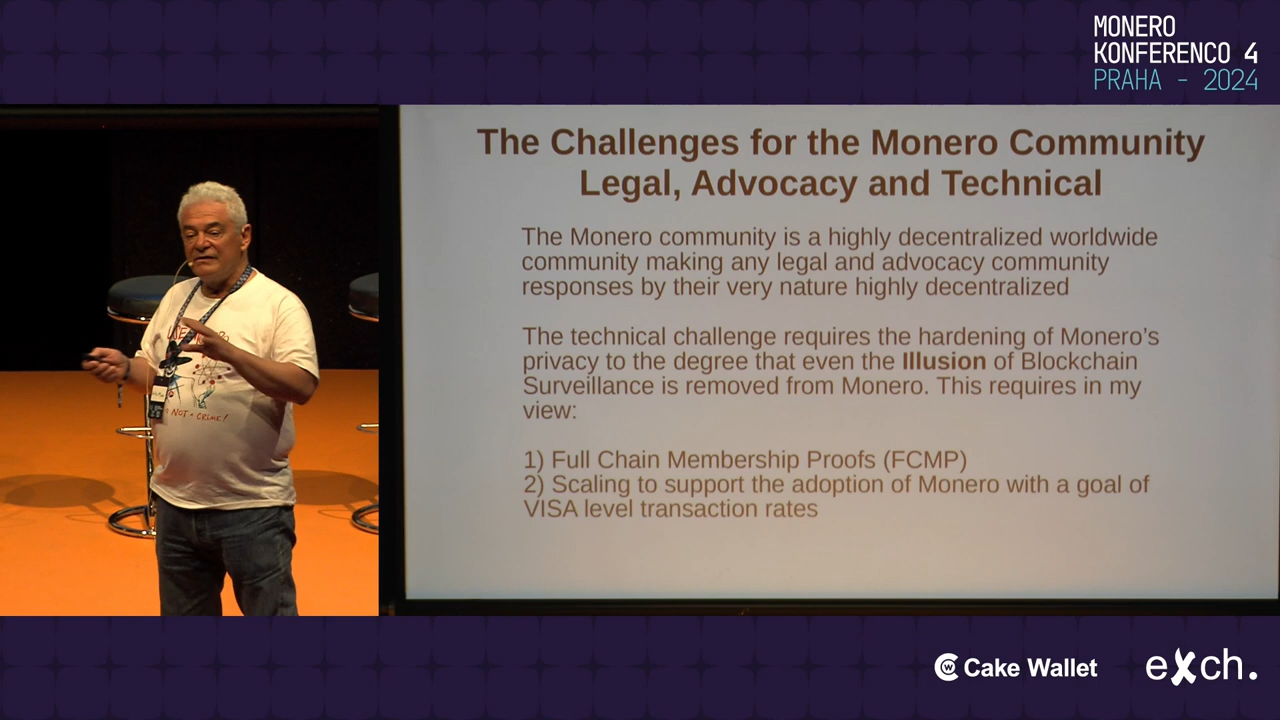 MONERO
KONFERENCO 4
PRAHA - 2024
The Challenges for the Monero Community
Legal, Advocacy and Technical
The Monero community is a highly decentralized worldwide
community making any legal and advocacy community
responses by their very nature highly decentralized
The technical challenge requires the hardening of Monero's
privacy to the degree that even the Illusion of Blockchain
Surveillance is removed from Monero. This requires in my
view:
1) Full Chain Membership Proofs (FCMP)
2) Scaling to support the adoption of Monero with a goal of
VISA level transaction rates
NOT A CRIME!
Cake Wallet
eXch.